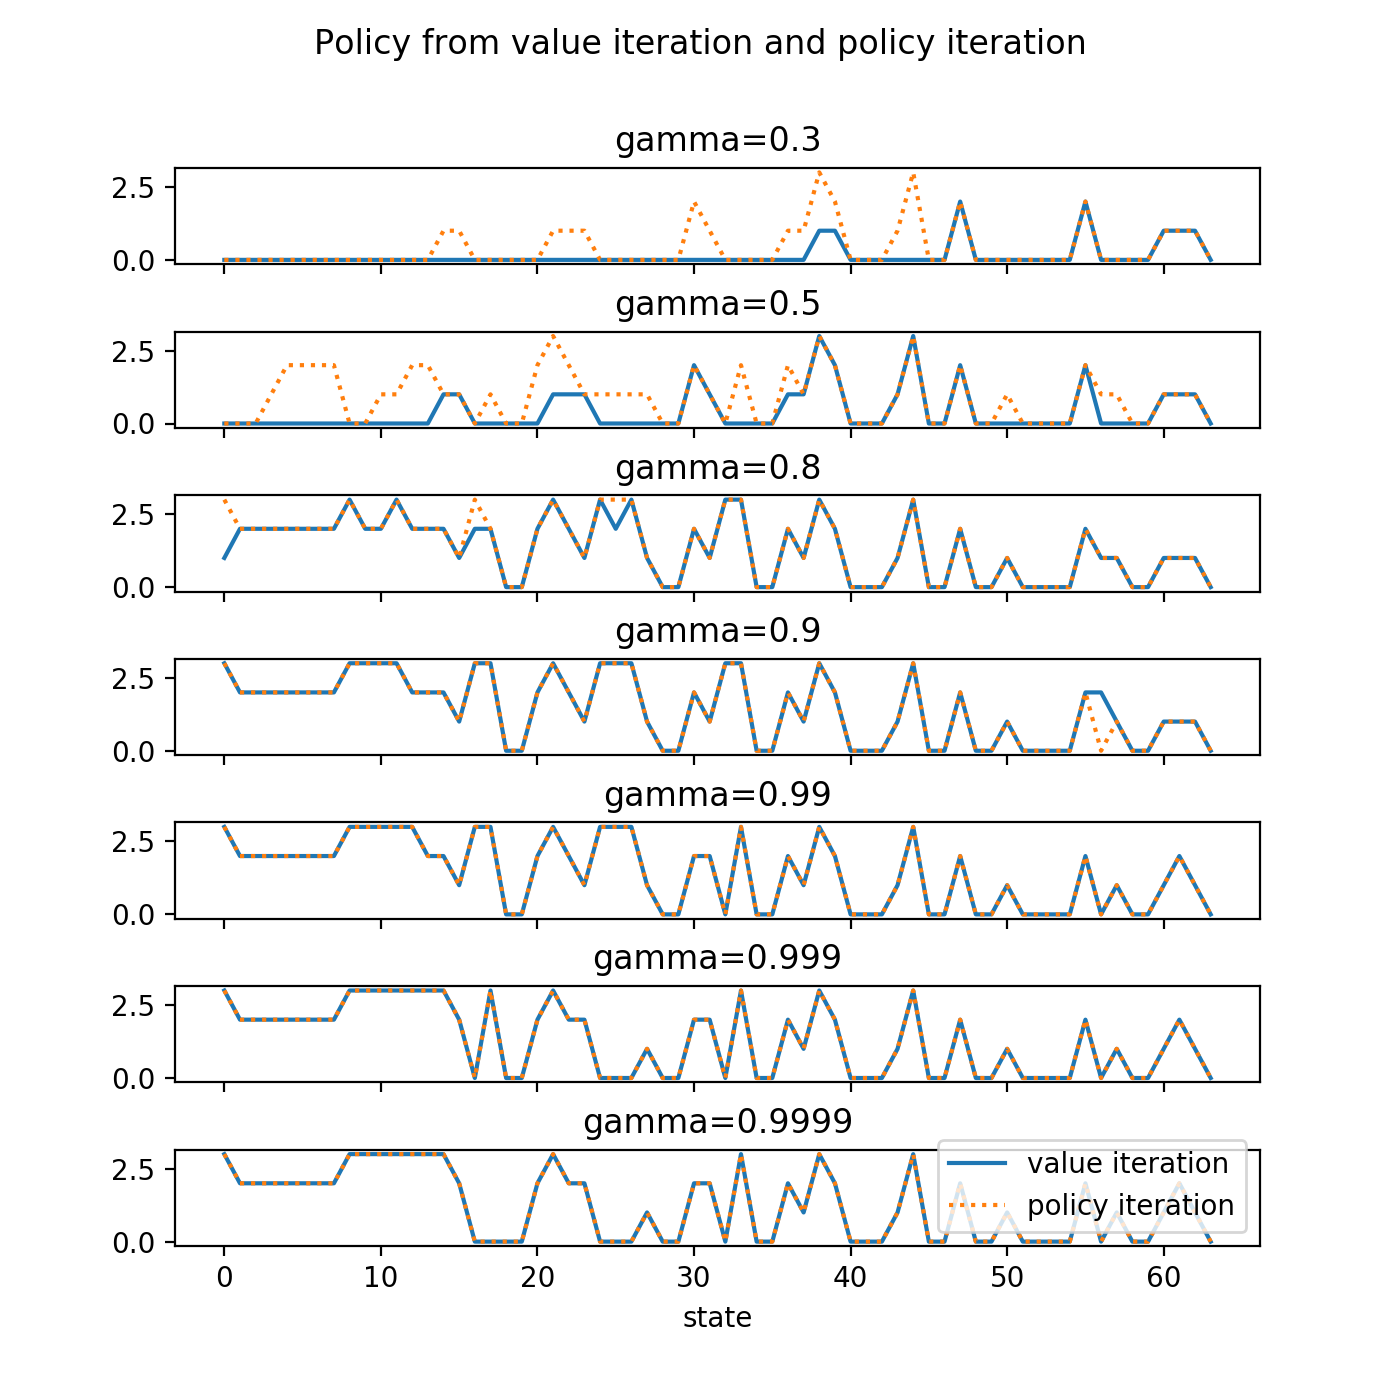 Policy from value iteration and policy iteration
gamma=0.3
2.5
0.0
gamma=0.5
2.5
0.0
gamma=0.8
2.5
0.0
gamma=0.9
2.5
0.0
gamma=0.99
2.5
0.0
gamma=0.999
2.5
0.0
gamma=0.9999
2.5
0.0
value iteration
policy iteration
0 10 20 30 40 50 60
state